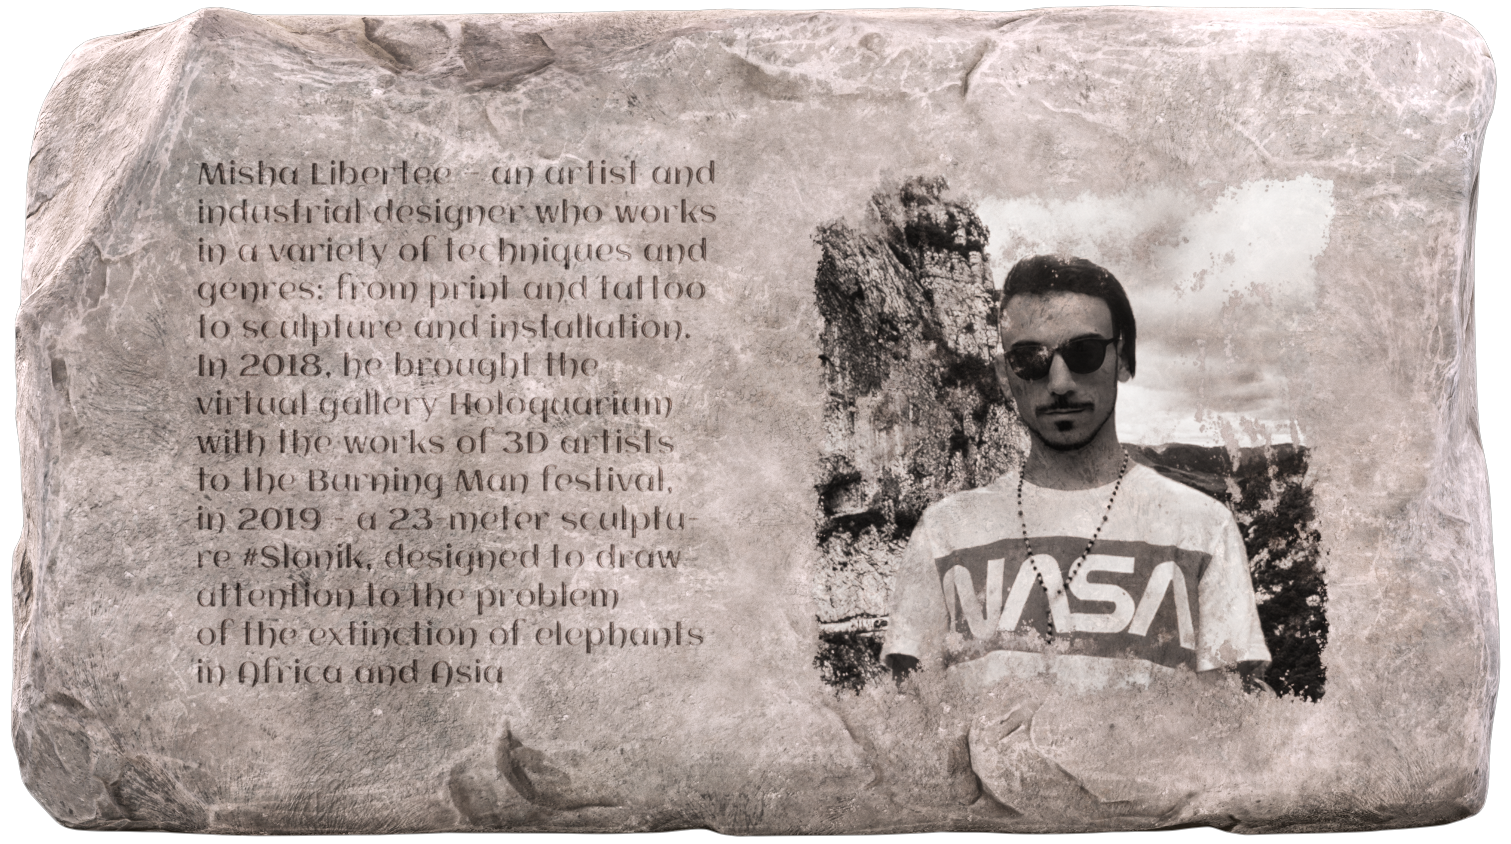 Misha Libertee - an artist and
industrial designer who works
in a variety of techniques and
genres: from print and tattoo
to sculpture and installation.
In 2018, he brought the
virtual gallery Holoquarium
with the works of 3D artists
to the Burning Man festival,
in 2019 - a 23-meter sculptu-
re #Slonik, designed to draw
attention to the problem
of the extinction of elephants
in Africa and Asia
NASA